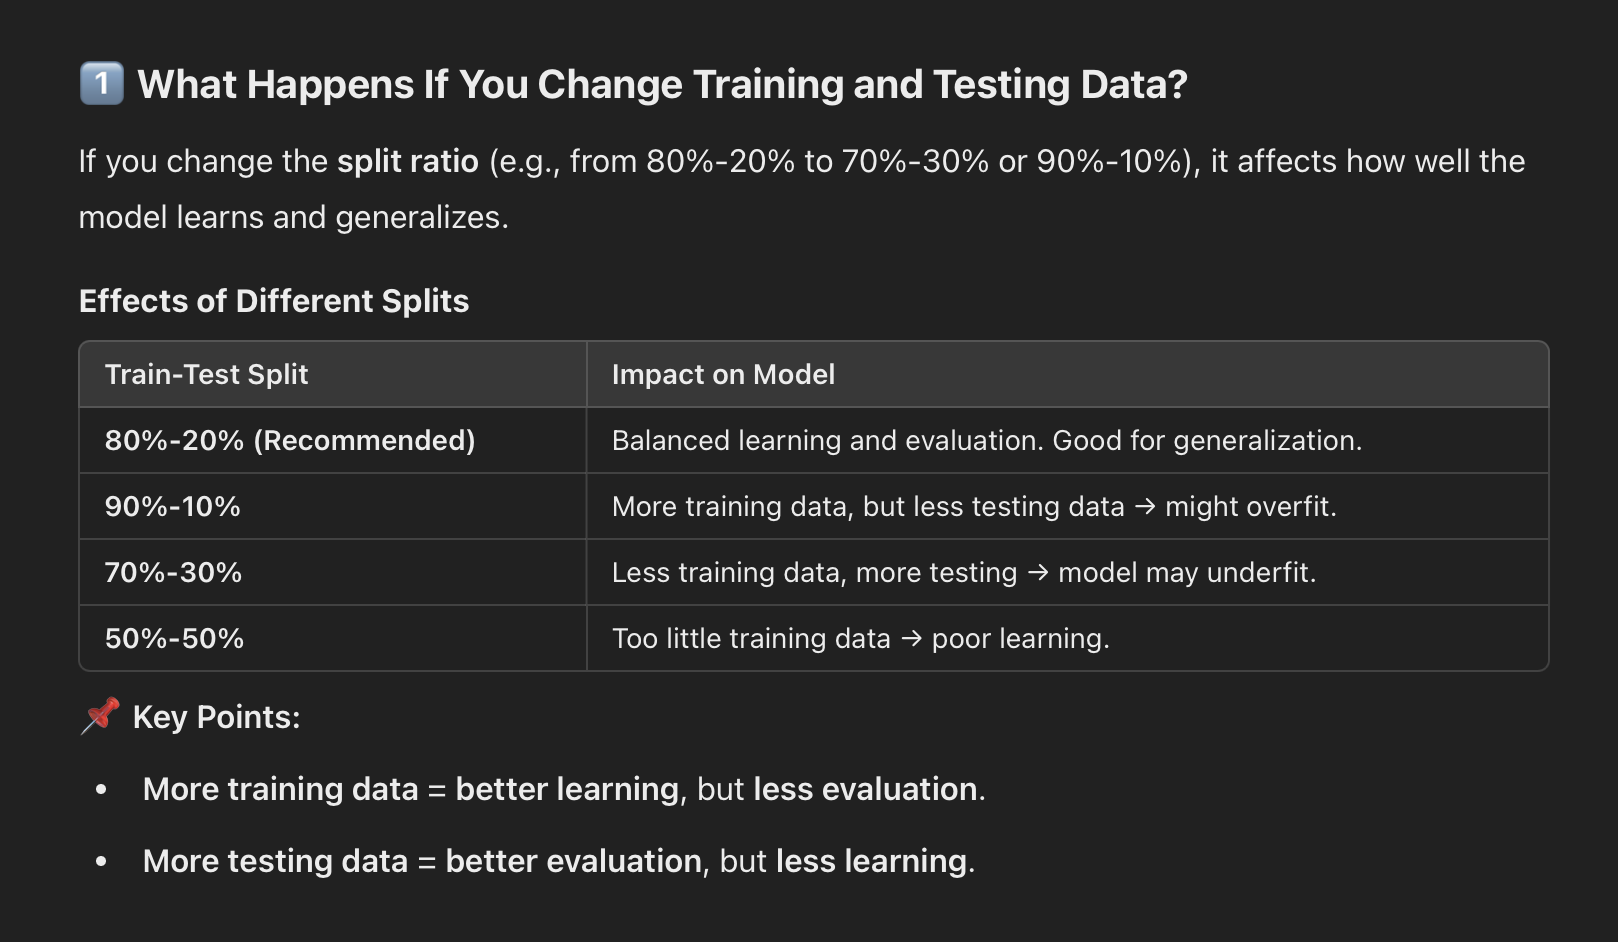 1️⃣ What Happens If You Change Training and Testing Data?
If you change the split ratio (e.g., from 80%-20% to 70%-30% or 90%-10%), it affects how well the
model learns and generalizes.
Effects of Different Splits
Train-Test Split Impact on Model
80%-20% (Recommended) Balanced learning and evaluation. Good for generalization.
90%-10% More training data, but less testing data → might overfit.
70%-30% Less training data, more testing → model may underfit.
50%-50% Too little training data → poor learning.
📌 Key Points:
• More training data = better learning, but less evaluation.
• More testing data = better evaluation, but less learning.